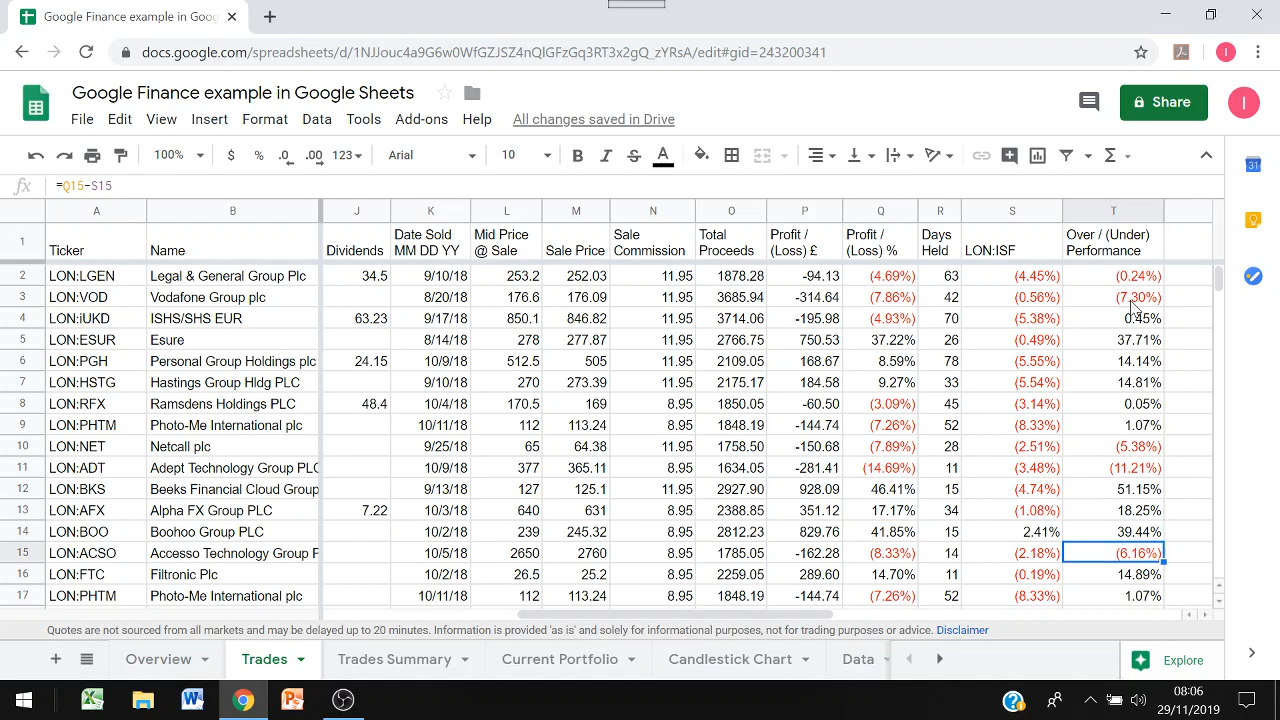 Google Finance example in Goog
docs.google.com/spreadsheets/d/1NJJouc4a9G6w0WfGZJSZ4nQlGFzGq3RT3x2gQ_zYRsA/edit#gid=243200341
Google Finance example in Google Sheets
File Edit View Insert Format Data Tools Add-ons Help All changes saved in Drive
Share
I
I
100% $ % .0 .00 123 Arial 10 B I S A
31
fx =Q15-S15
A B J K L M N O P Q R S T
1 Ticker Name Dividends Date Sold MM DD YY Mid Price @ Sale Sale Price Sale Commission Total Proceeds Profit / (Loss) £ Profit / (Loss) % Days Held LON:ISF Over / (Under) Performance
2 LON:LGEN Legal & General Group Plc 34.5 9/10/18 253.2 252.03 11.95 1878.28 -94.13 (4.69%) 63 (4.45%) (0.24%)
3 LON:VOD Vodafone Group plc 8/20/18 176.6 176.09 11.95 3685.94 -314.64 (7.86%) 42 (0.56%) (7.30%)
4 LON:iUKD ISHS/SHS EUR 63.23 9/17/18 850.1 846.82 11.95 3714.06 -195.98 (4.93%) 70 (5.38%) 0.45%
5 LON:ESUR Esure 8/14/18 278 277.87 11.95 2766.75 750.53 37.22% 26 (0.49%) 37.71%
6 LON:PGH Personal Group Holdings plc 24.15 10/9/18 512.5 505 11.95 2109.05 168.67 8.59% 78 (5.55%) 14.14%
7 LON:HSTG Hastings Group Hldg PLC 9/10/18 270 273.39 11.95 2175.17 184.58 9.27% 33 (5.54%) 14.81%
8 LON:RFX Ramsdens Holdings PLC 48.4 10/4/18 170.5 169 8.95 1850.05 -60.50 (3.09%) 45 (3.14%) 0.05%
9 LON:PHTM Photo-Me International plc 10/11/18 112 113.24 8.95 1848.19 -144.74 (7.26%) 52 (8.33%) 1.07%
10 LON:NET Netcall plc 9/25/18 65 64.38 11.95 1758.50 -150.68 (7.89%) 28 (2.51%) (5.38%)
11 LON:ADT Adept Technology Group PLC 10/9/18 377 365.11 8.95 1634.05 -281.41 (14.69%) 11 (3.48%) (11.21%)
12 LON:BKS Beeks Financial Cloud Group 9/13/18 127 125.1 11.95 2927.90 928.09 46.41% 15 (4.74%) 51.15%
13 LON:AFX Alpha FX Group PLC 7.22 10/3/18 640 631 8.95 2388.85 351.12 17.17% 34 (1.08%) 18.25%
14 LON:BOO Boohoo Group PLC 10/2/18 239 245.32 8.95 2812.23 829.76 41.85% 15 2.41% 39.44%
15 LON:ACSO Accesso Technology Group P 10/5/18 2650 2760 8.95 1785.05 -162.28 (8.33%) 14 (2.18%) (6.16%)
16 LON:FTC Filtronic Plc 10/2/18 26.5 25.2 8.95 2259.05 289.60 14.70% 11 (0.19%) 14.89%
17 LON:PHTM Photo-Me International plc 10/11/18 112 113.24 8.95 1848.19 -144.74 (7.26%) 52 (8.33%) 1.07%
Quotes are not sourced from all markets and may be delayed up to 20 minutes. Information is provided 'as is' and solely for informational purposes, not for trading purposes or advice. Disclaimer
Overview Trades Trades Summary Current Portfolio Candlestick Chart Data Explore
08:06
29/11/2019